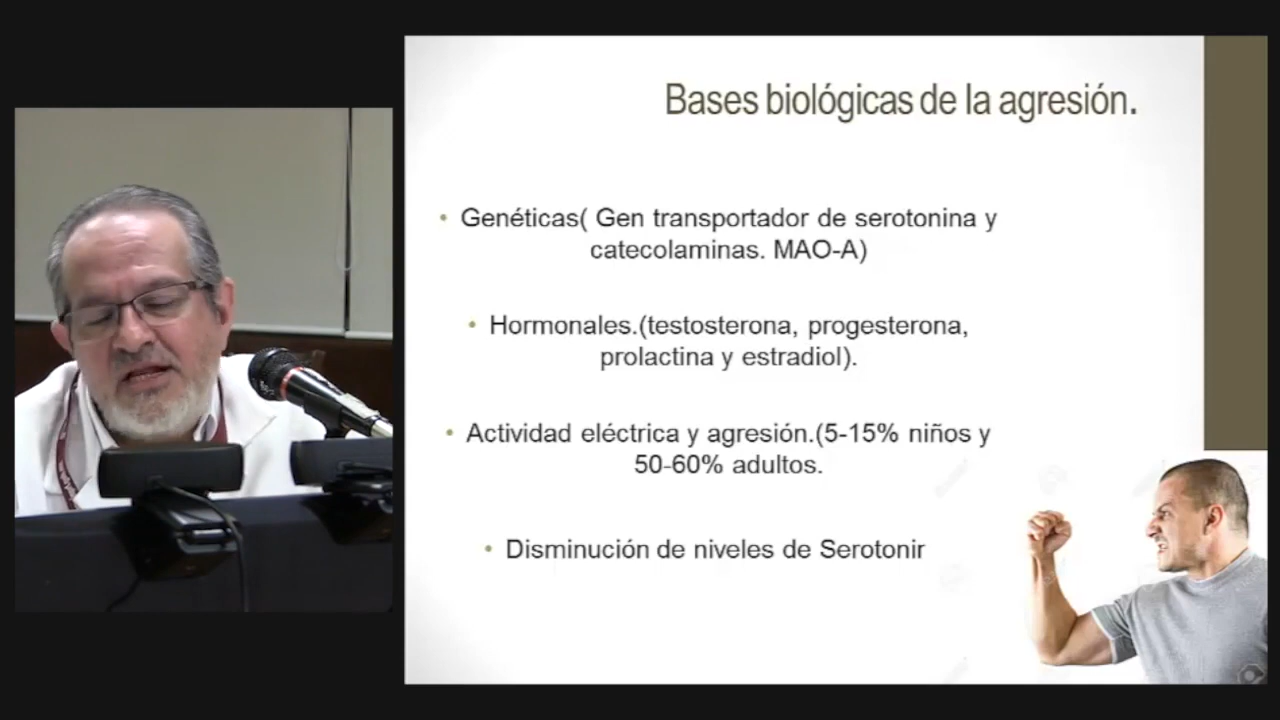 Bases biológicas de la agresión.
• Genéticas( Gen transportador de serotonina y
catecolaminas. MAO-A)
• Hormonales.(testosterona, progesterona,
prolactina y estradiol).
• Actividad eléctrica y agresión.(5-15% niños y
50-60% adultos.
• Disminución de niveles de Serotonir